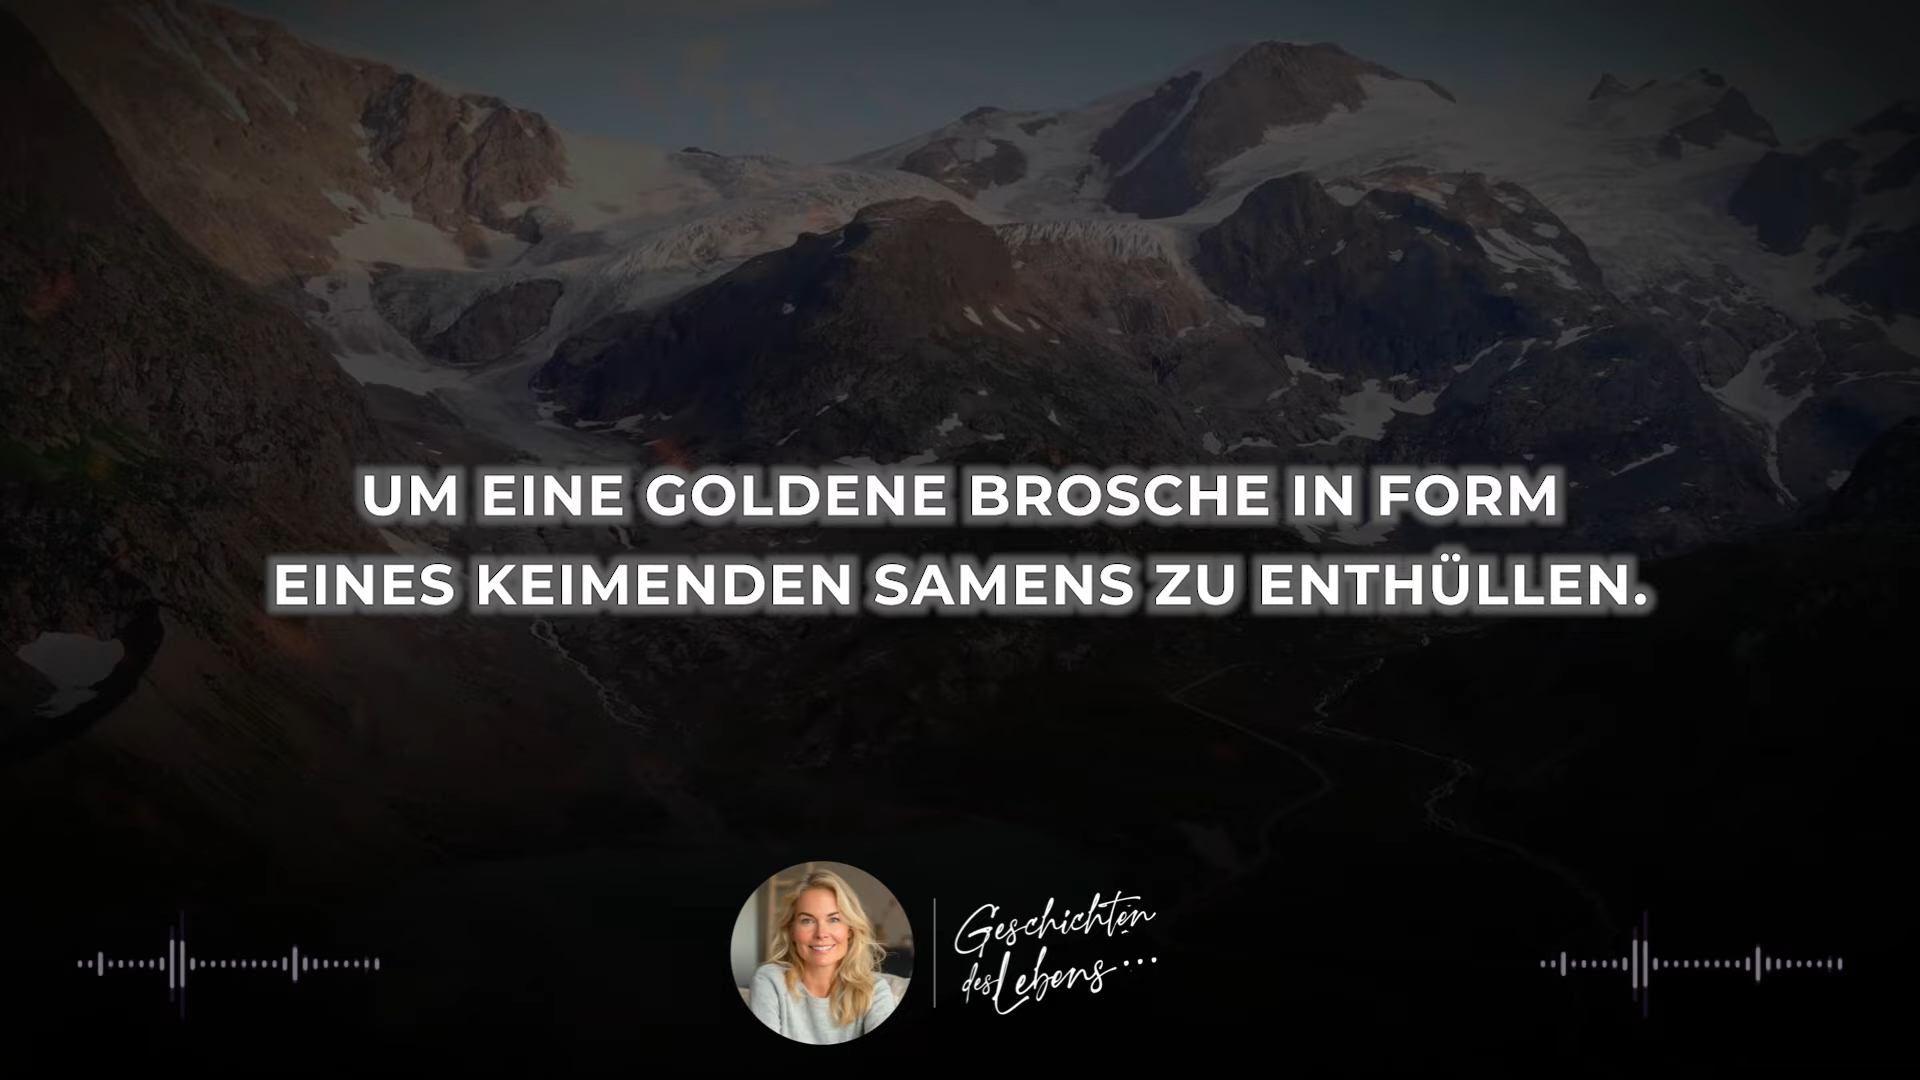 UM EINE GOLDENE BROSCHE IN FORM
EINES KEIMENDEN SAMENS ZU ENTHÜLLEN.
Geschichten
des Lebens...